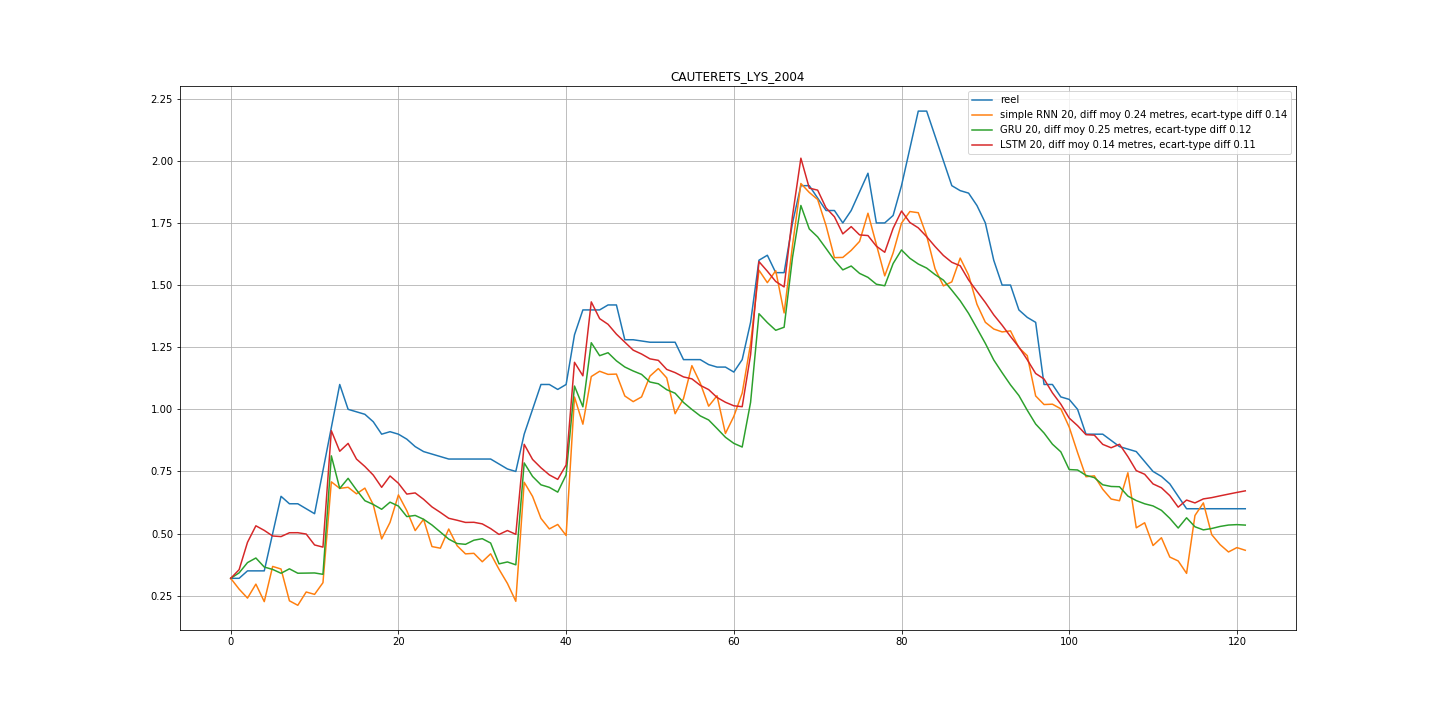 CAUTERETS_LYS_2004
2.25
2.00
1.75
1.50
1.25
1.00
0.75
0.50
0.25
0 20 40 60 80 100 120
reel
simple RNN 20, diff moy 0.24 metres, ecart-type diff 0.14
GRU 20, diff moy 0.25 metres, ecart-type diff 0.12
LSTM 20, diff moy 0.14 metres, ecart-type diff 0.11